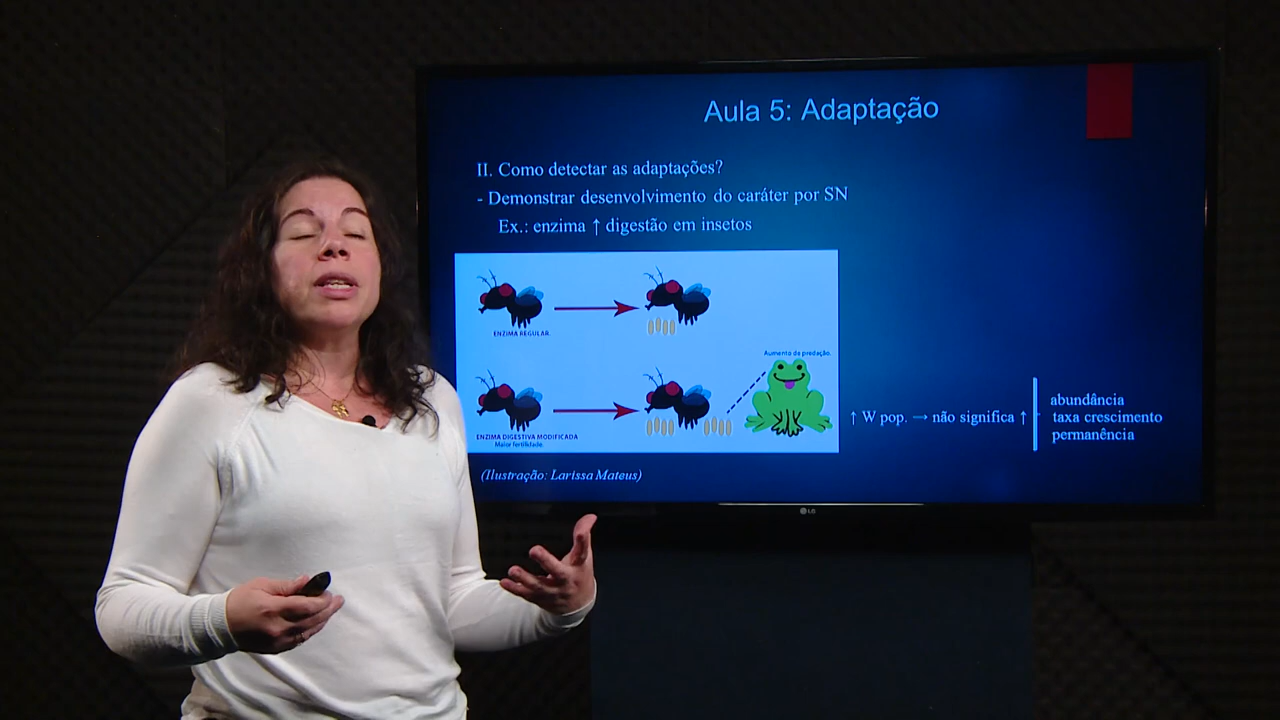 Aula 5: Adaptação
II. Como detectar as adaptações?
- Demonstrar desenvolvimento do caráter por SN
Ex.: enzima ↑ digestão em insetos
ENZIMA REGULAR.
Aumento de predação.
ENZIMA DIGESTIVA MODIFICADA
Maior fertilidade.
↑ W pop. → não significa ↑
abundância
taxa crescimento
permanência
(Ilustração: Larissa Mateus)
LG